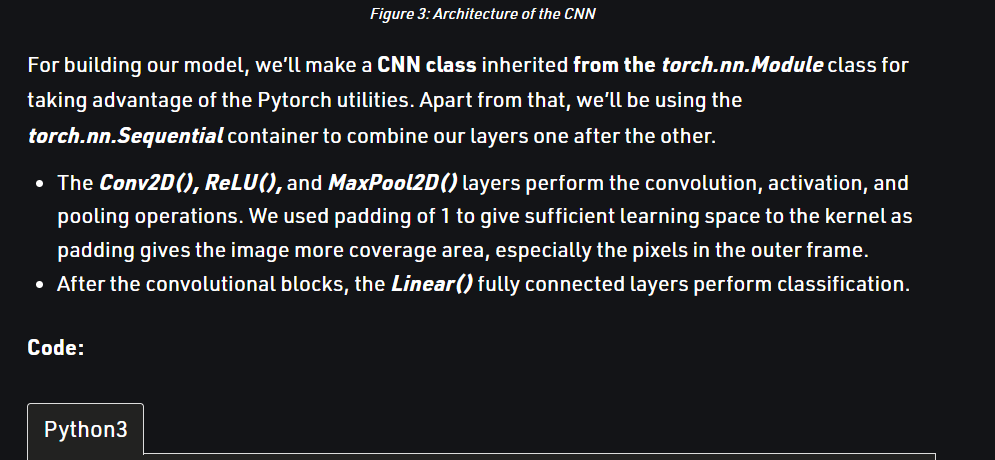 Figure 3: Architecture of the CNN
For building our model, we'll make a CNN class inherited from the torch.nn.Module class for
taking advantage of the Pytorch utilities. Apart from that, we'll be using the
torch.nn.Sequential container to combine our layers one after the other.
• The Conv2D(), ReLU(), and MaxPool2D() layers perform the convolution, activation, and
pooling operations. We used padding of 1 to give sufficient learning space to the kernel as
padding gives the image more coverage area, especially the pixels in the outer frame.
• After the convolutional blocks, the Linear() fully connected layers perform classification.
Code:
Python3